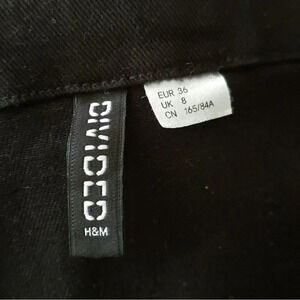 DIVIDED
H&M
EUR 36
UK 8
CN 165/84A